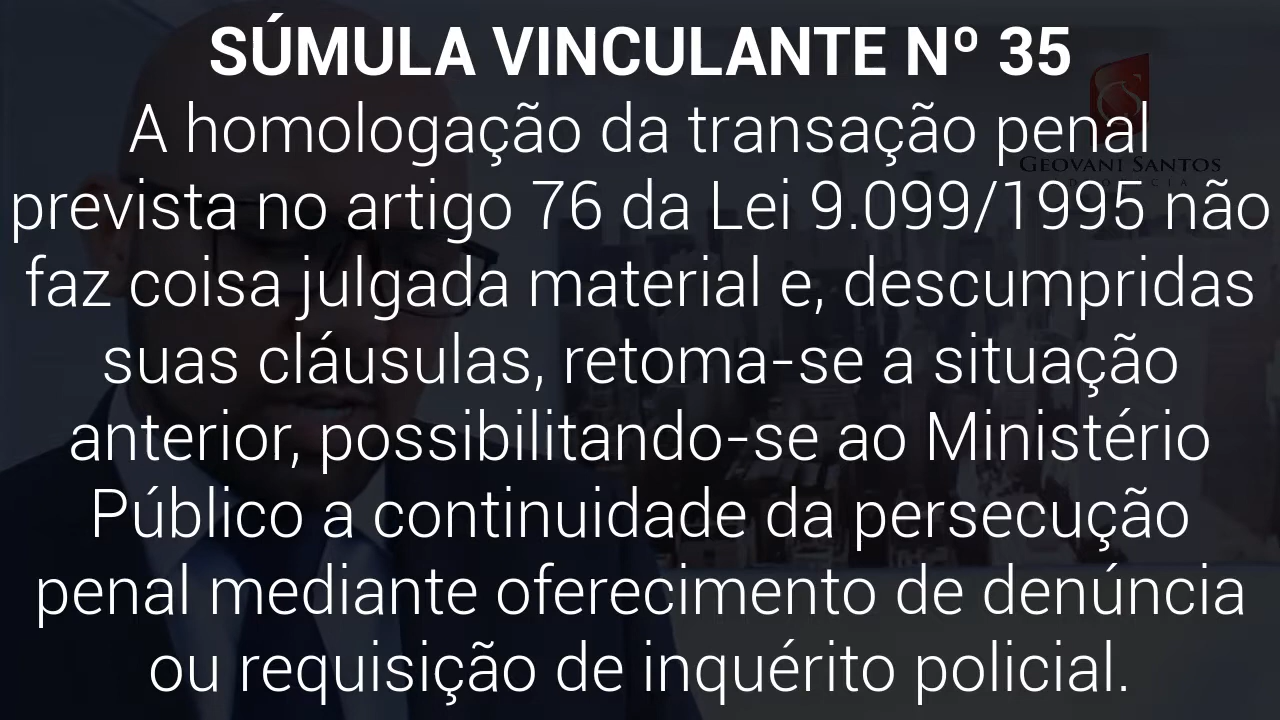 SÚMULA VINCULANTE Nº 35
A homologação da transação penal
GEOVANI SANTOS
prevista no artigo 76 da Lei 9.099/1995 não
faz coisa julgada material e, descumpridas
suas cláusulas, retoma-se a situação
anterior, possibilitando-se ao Ministério
Público a continuidade da persecução
penal mediante oferecimento de denúncia
ou requisição de inquérito policial.